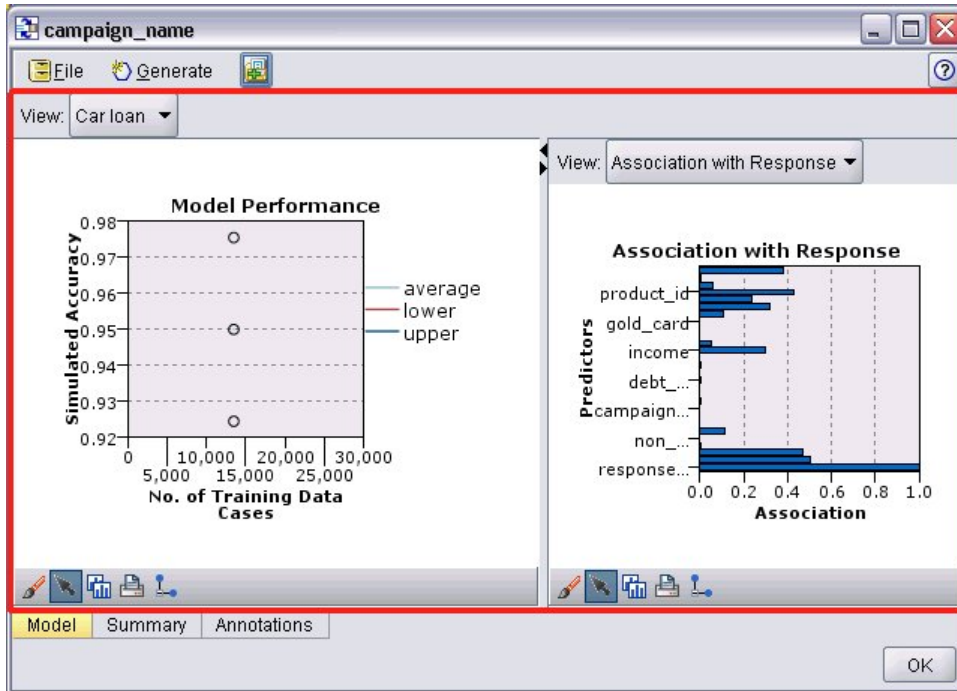 campaign_name
File Generate
View: Car loan
Model Performance
Simulated Accuracy
0.98
0.97
0.96
0.95
0.94
0.93
0.92
0 10,000 20,000 30,000
5,000 15,000 25,000
No. of Training Data
Cases
average
lower
upper
View: Association with Response
Association with Response
Predictors
product_id
gold_card
income
debt_...
campaign...
non_...
response...
0.0 0.2 0.4 0.6 0.8 1.0
Association
Model Summary Annotations
OK